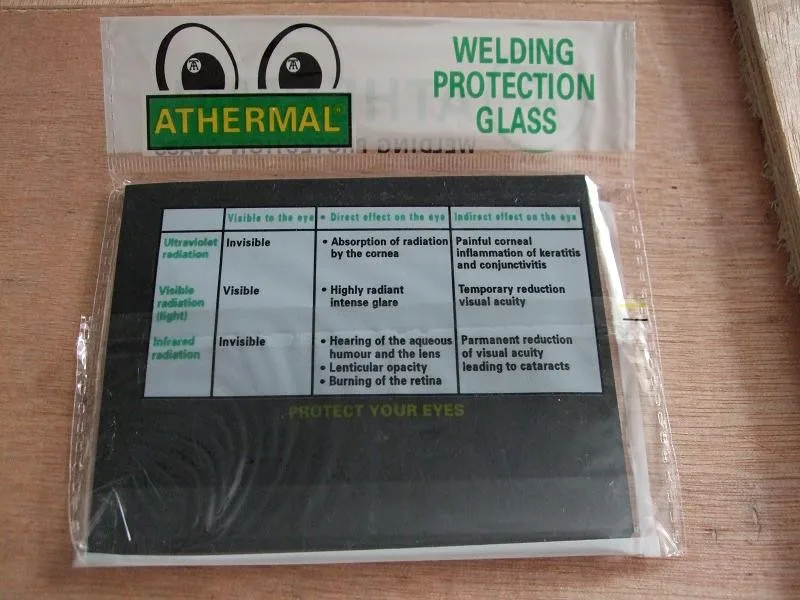 ATHERMAL®
WELDING
PROTECTION
GLASS
Visible to the eye • Direct effect on the eye Indirect effect on the eye
Ultraviolet
radiation
Invisible
• Absorption of radiation
by the cornea
Painful corneal
inflammation of keratitis
and conjunctivitis
Visible
radiation
(light)
Visible
• Highly radiant
intense glare
Temporary reduction
visual acuity
Infrared
radiation
Invisible
• Hearing of the aqueous
humour and the lens
• Lenticular opacity
• Burning of the retina
Parmanent reduction
of visual acuity
leading to cataracts
PROTECT YOUR EYES